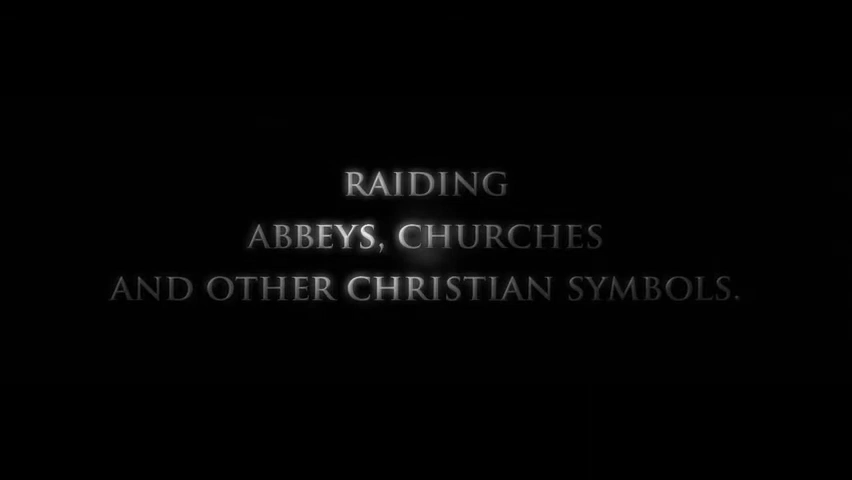 RAIDING
ABBEYS, CHURCHES
AND OTHER CHRISTIAN SYMBOLS.